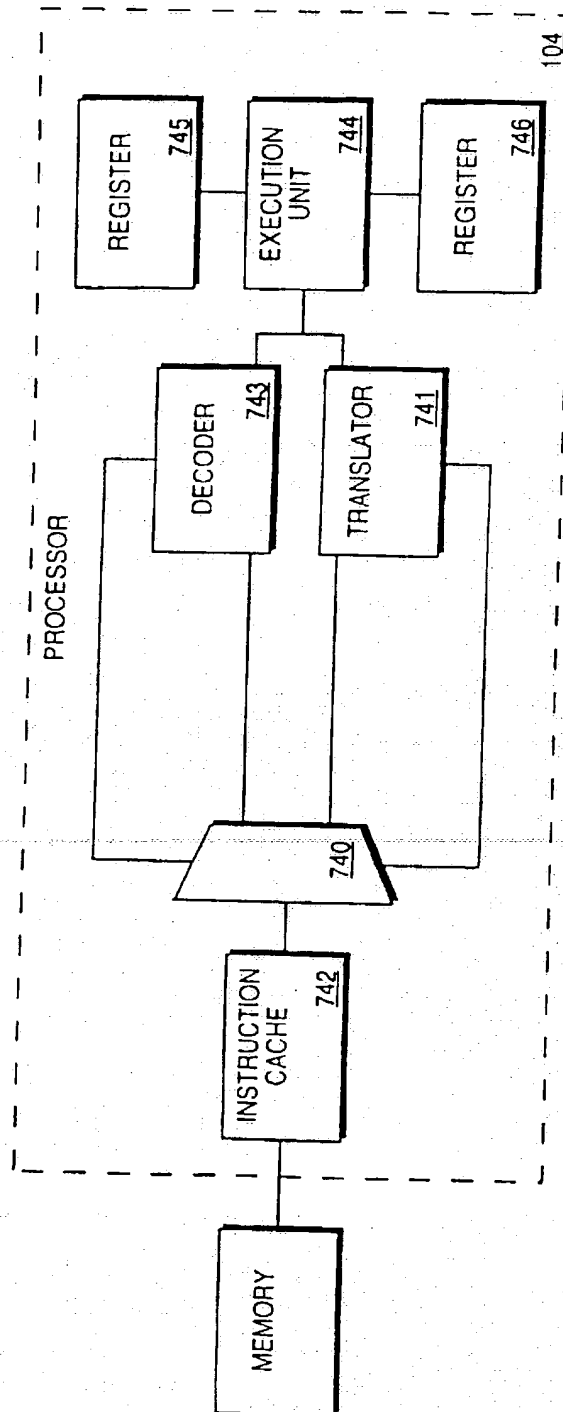 PROCESSOR
104
MEMORY
INSTRUCTION
CACHE
742
740
DECODER
743
TRANSLATOR
741
REGISTER
745
EXECUTION
UNIT
744
REGISTER
746